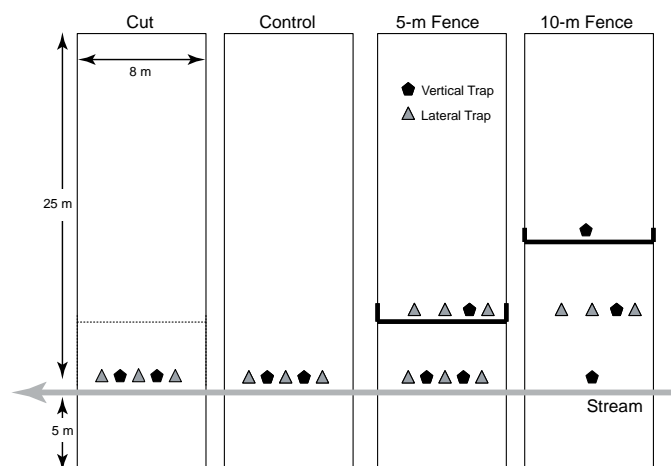 Cut
Control
5-m Fence
10-m Fence
8 m
Vertical Trap
Lateral Trap
25 m
Stream
5 m